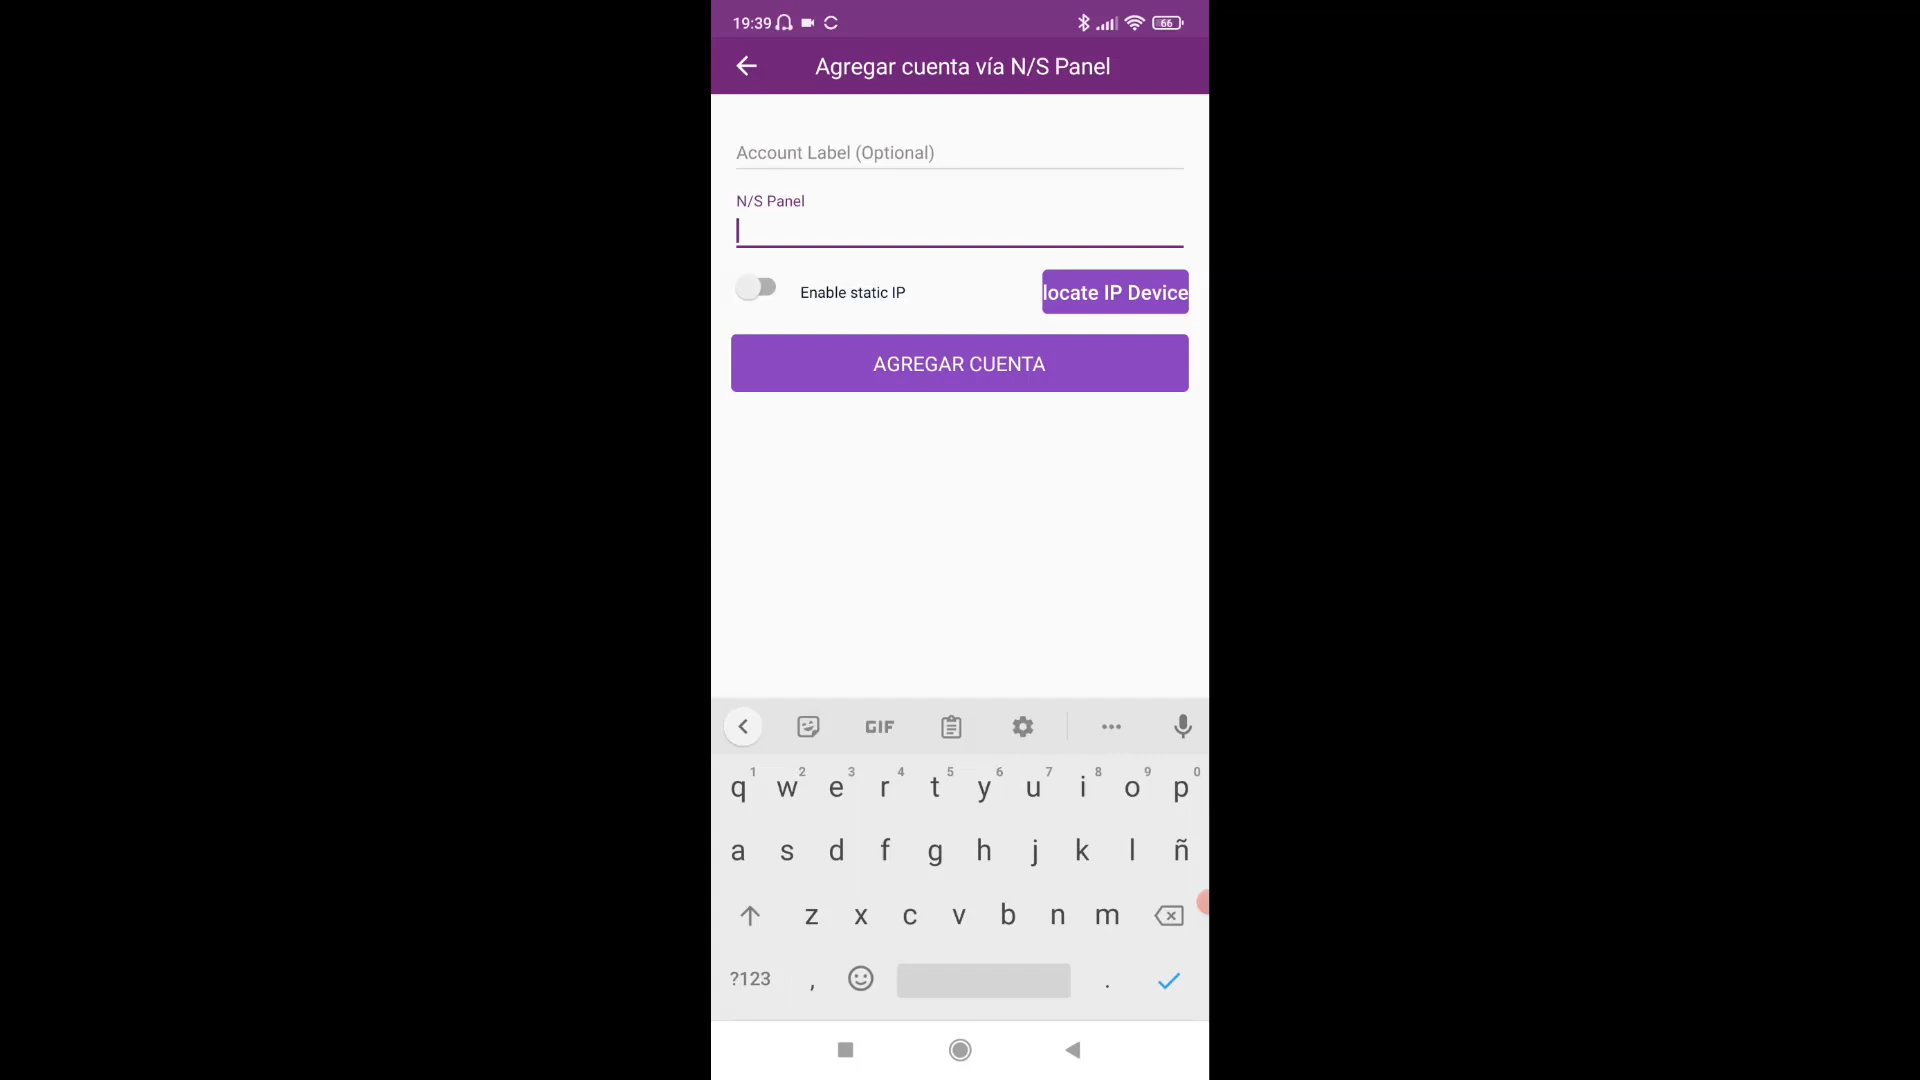 19:39
66
Agregar cuenta vía N/S Panel
Account Label (Optional)
N/S Panel
Enable static IP
locate IP Device
AGREGAR CUENTA
GIF
1 2 3 4 5 6 7 8 9 0
q w e r t y u i o p
a s d f g h j k l ñ
z x c v b n m
?123 , .